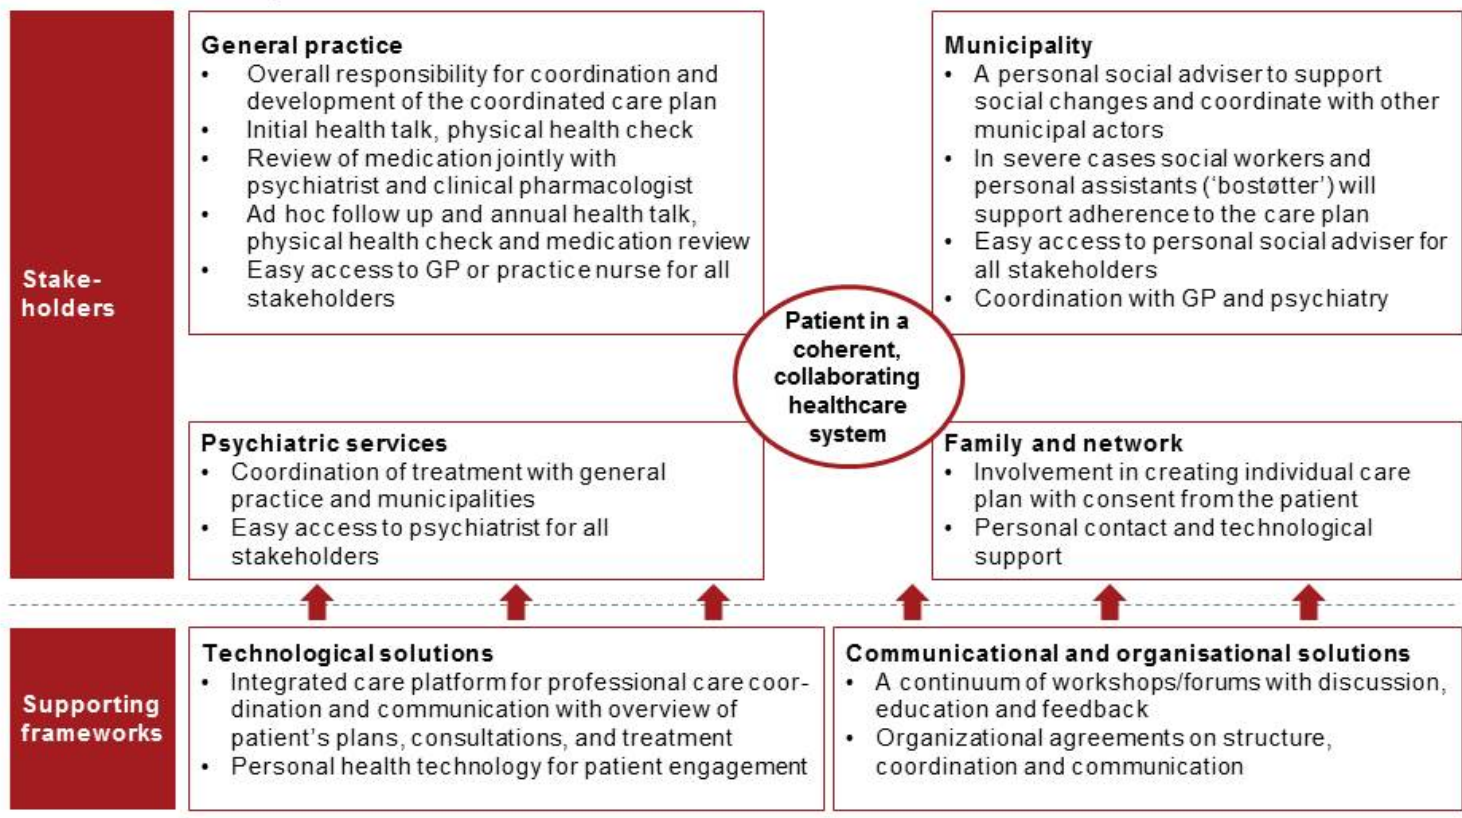 Stake-
holders
General practice
• Overall responsibility for coordination and
development of the coordinated care plan
• Initial health talk, physical health check
• Review of medication jointly with
psychiatrist and clinical pharmacologist
• Ad hoc follow up and annual health talk,
physical health check and medication review
• Easy access to GP or practice nurse for all
stakeholders
Municipality
• A personal social adviser to support
social changes and coordinate with other
municipal actors
• In severe cases social workers and
personal assistants (‘bostøtter’) will
support adherence to the care plan
• Easy access to personal social adviser for
all stakeholders
• Coordination with GP and psychiatry
Patient in a
coherent,
collaborating
healthcare
system
Psychiatric services
• Coordination of treatment with general
practice and municipalities
• Easy access to psychiatrist for all
stakeholders
Family and network
• Involvement in creating individual care
plan with consent from the patient
• Personal contact and technological
support
Supporting
frameworks
Technological solutions
• Integrated care platform for professional care coor-
dination and communication with overview of
patient’s plans, consultations, and treatment
• Personal health technology for patient engagement
Communicational and organisational solutions
• A continuum of workshops/forums with discussion,
education and feedback
• Organizational agreements on structure,
coordination and communication